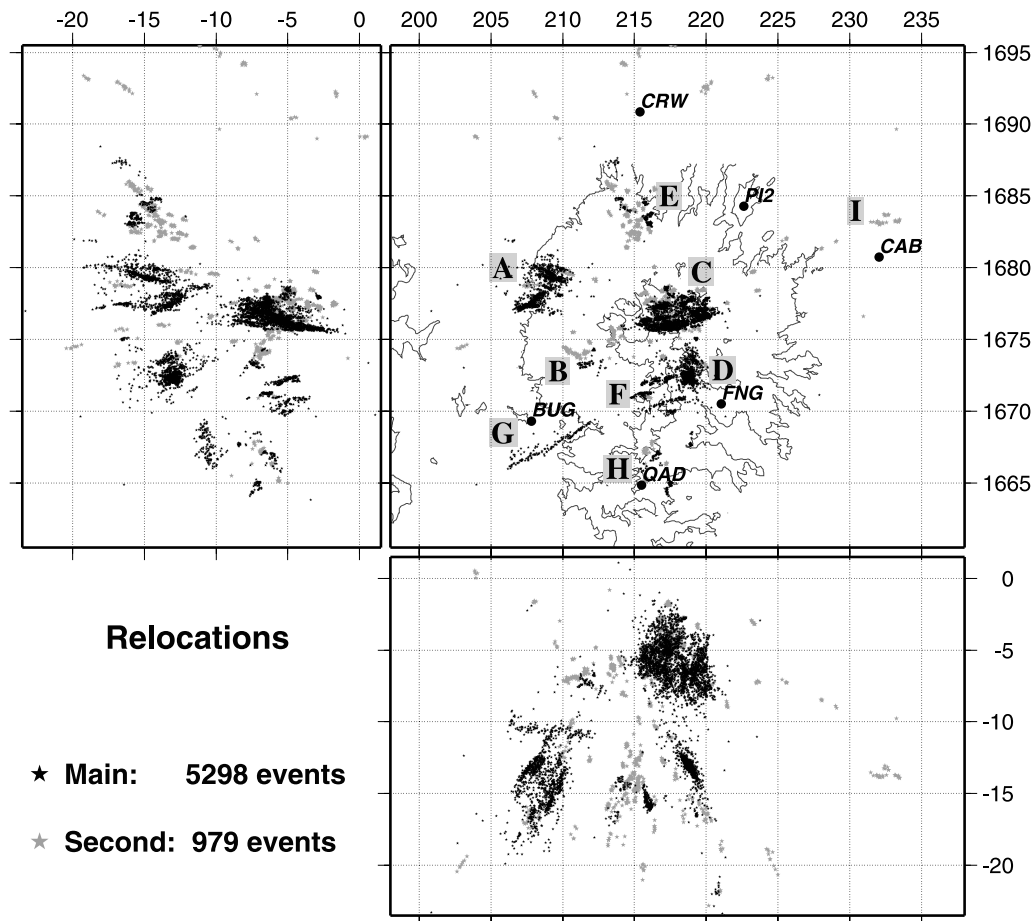 -20 -15 -10 -5 0 200 205 210 215 220 225 230 235
1695
CRW
1690
E
PI2
1685
I
CAB
A
C
1680
1675
B
D
F
FNG
BUG
1670
G
H
QAD
1665
0
Relocations
-5
-10
Main: 5298 events
-15
Second: 979 events
-20